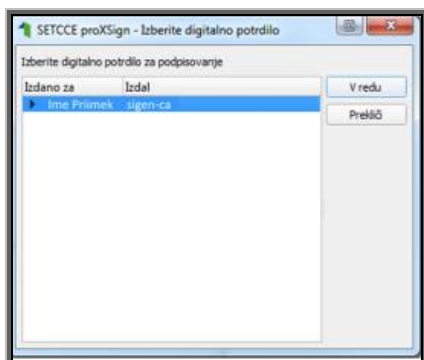 SETCCE proXSign - Izberite digitalno potrdilo
Izberite digitalno potrdilo za podpisovanje
Izdano za Izdal
Ime Priimek sigen-ca
V redu
Prekliči